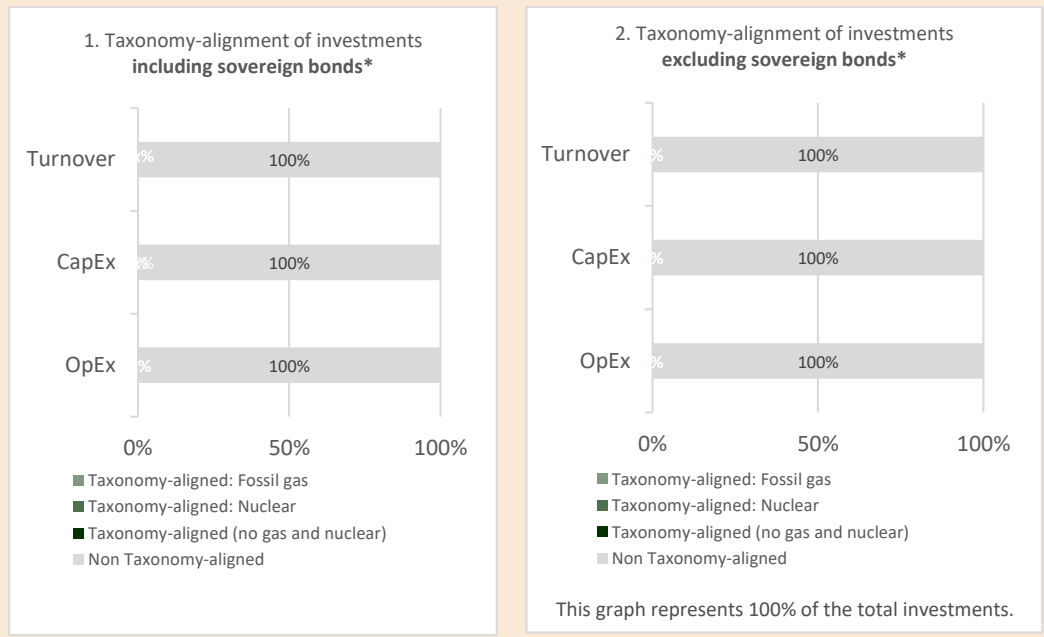 1. Taxonomy-alignment of investments
including sovereign bonds*
Turnover
100%
CapEx
100%
OpEx
100%
0% 50% 100%
Taxonomy-aligned: Fossil gas
Taxonomy-aligned: Nuclear
Taxonomy-aligned (no gas and nuclear)
Non Taxonomy-aligned
2. Taxonomy-alignment of investments
excluding sovereign bonds*
Turnover
100%
CapEx
100%
OpEx
100%
0% 50% 100%
Taxonomy-aligned: Fossil gas
Taxonomy-aligned: Nuclear
Taxonomy-aligned (no gas and nuclear)
Non Taxonomy-aligned
This graph represents 100% of the total investments.